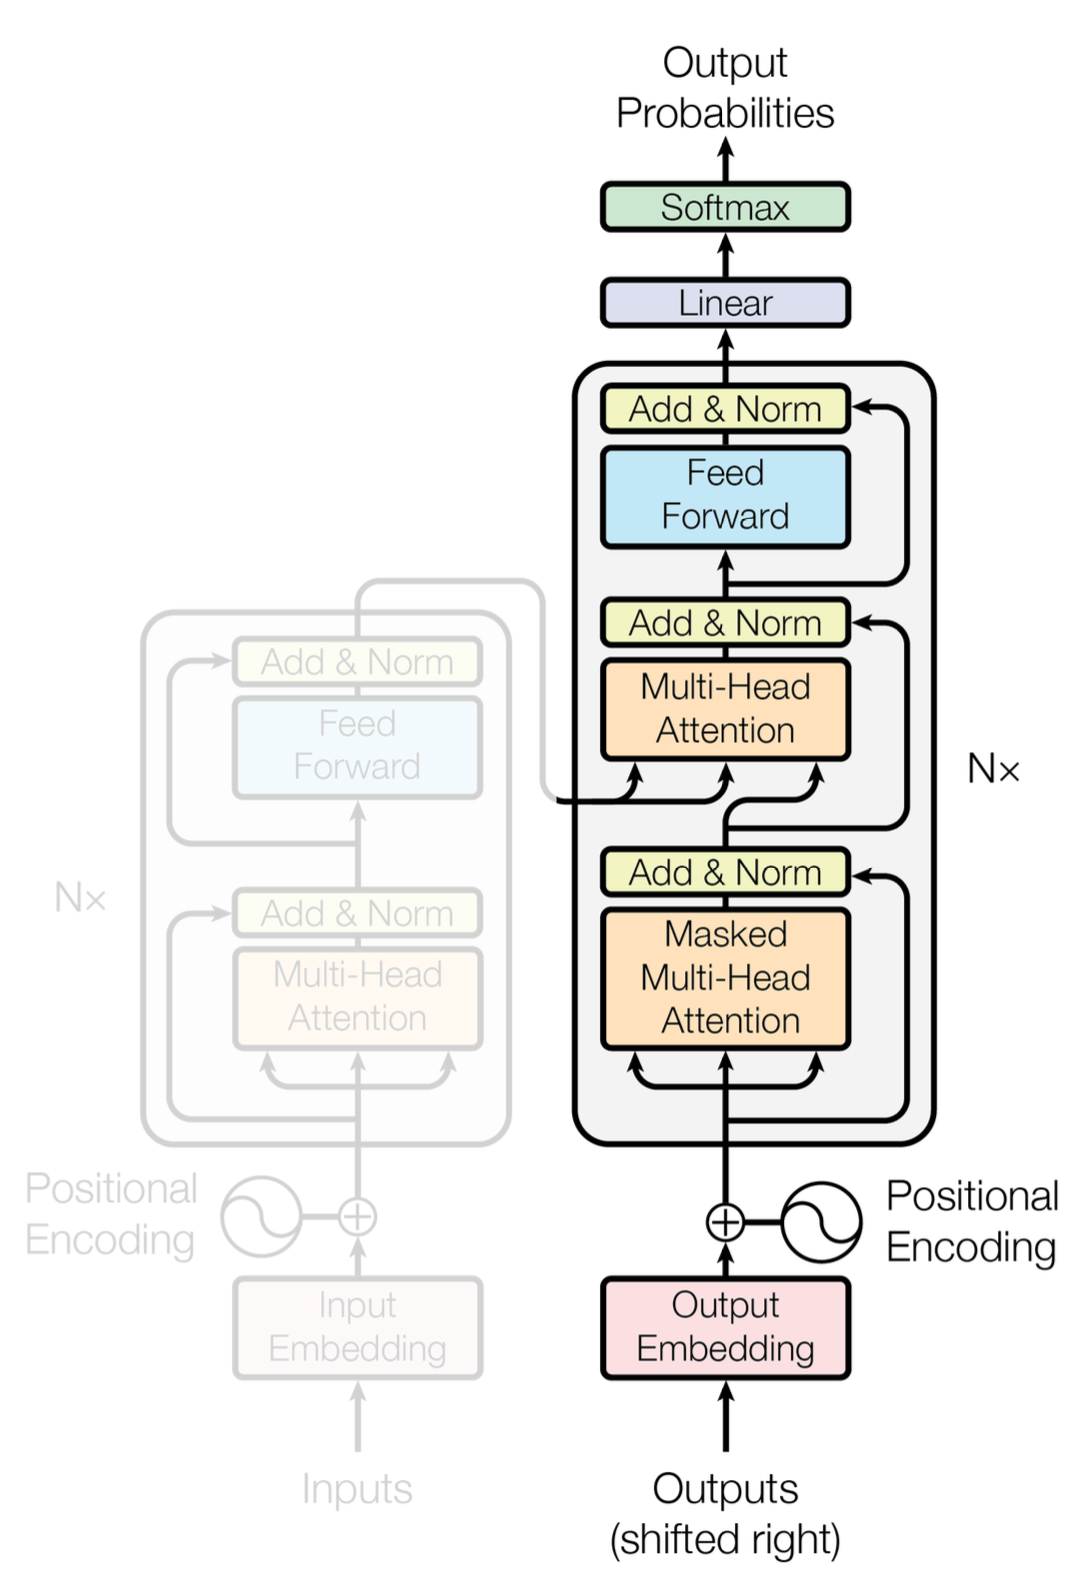 Output
Probabilities
Softmax
Linear
Add & Norm
Feed
Forward
Add & Norm
Multi-Head
Attention
N×
Add & Norm
Masked
Multi-Head
Attention
Positional
Encoding
Output
Embedding
Outputs
(shifted right)
Add & Norm
Feed
Forward
N×
Add & Norm
Multi-Head
Attention
Positional
Encoding
Input
Embedding
Inputs